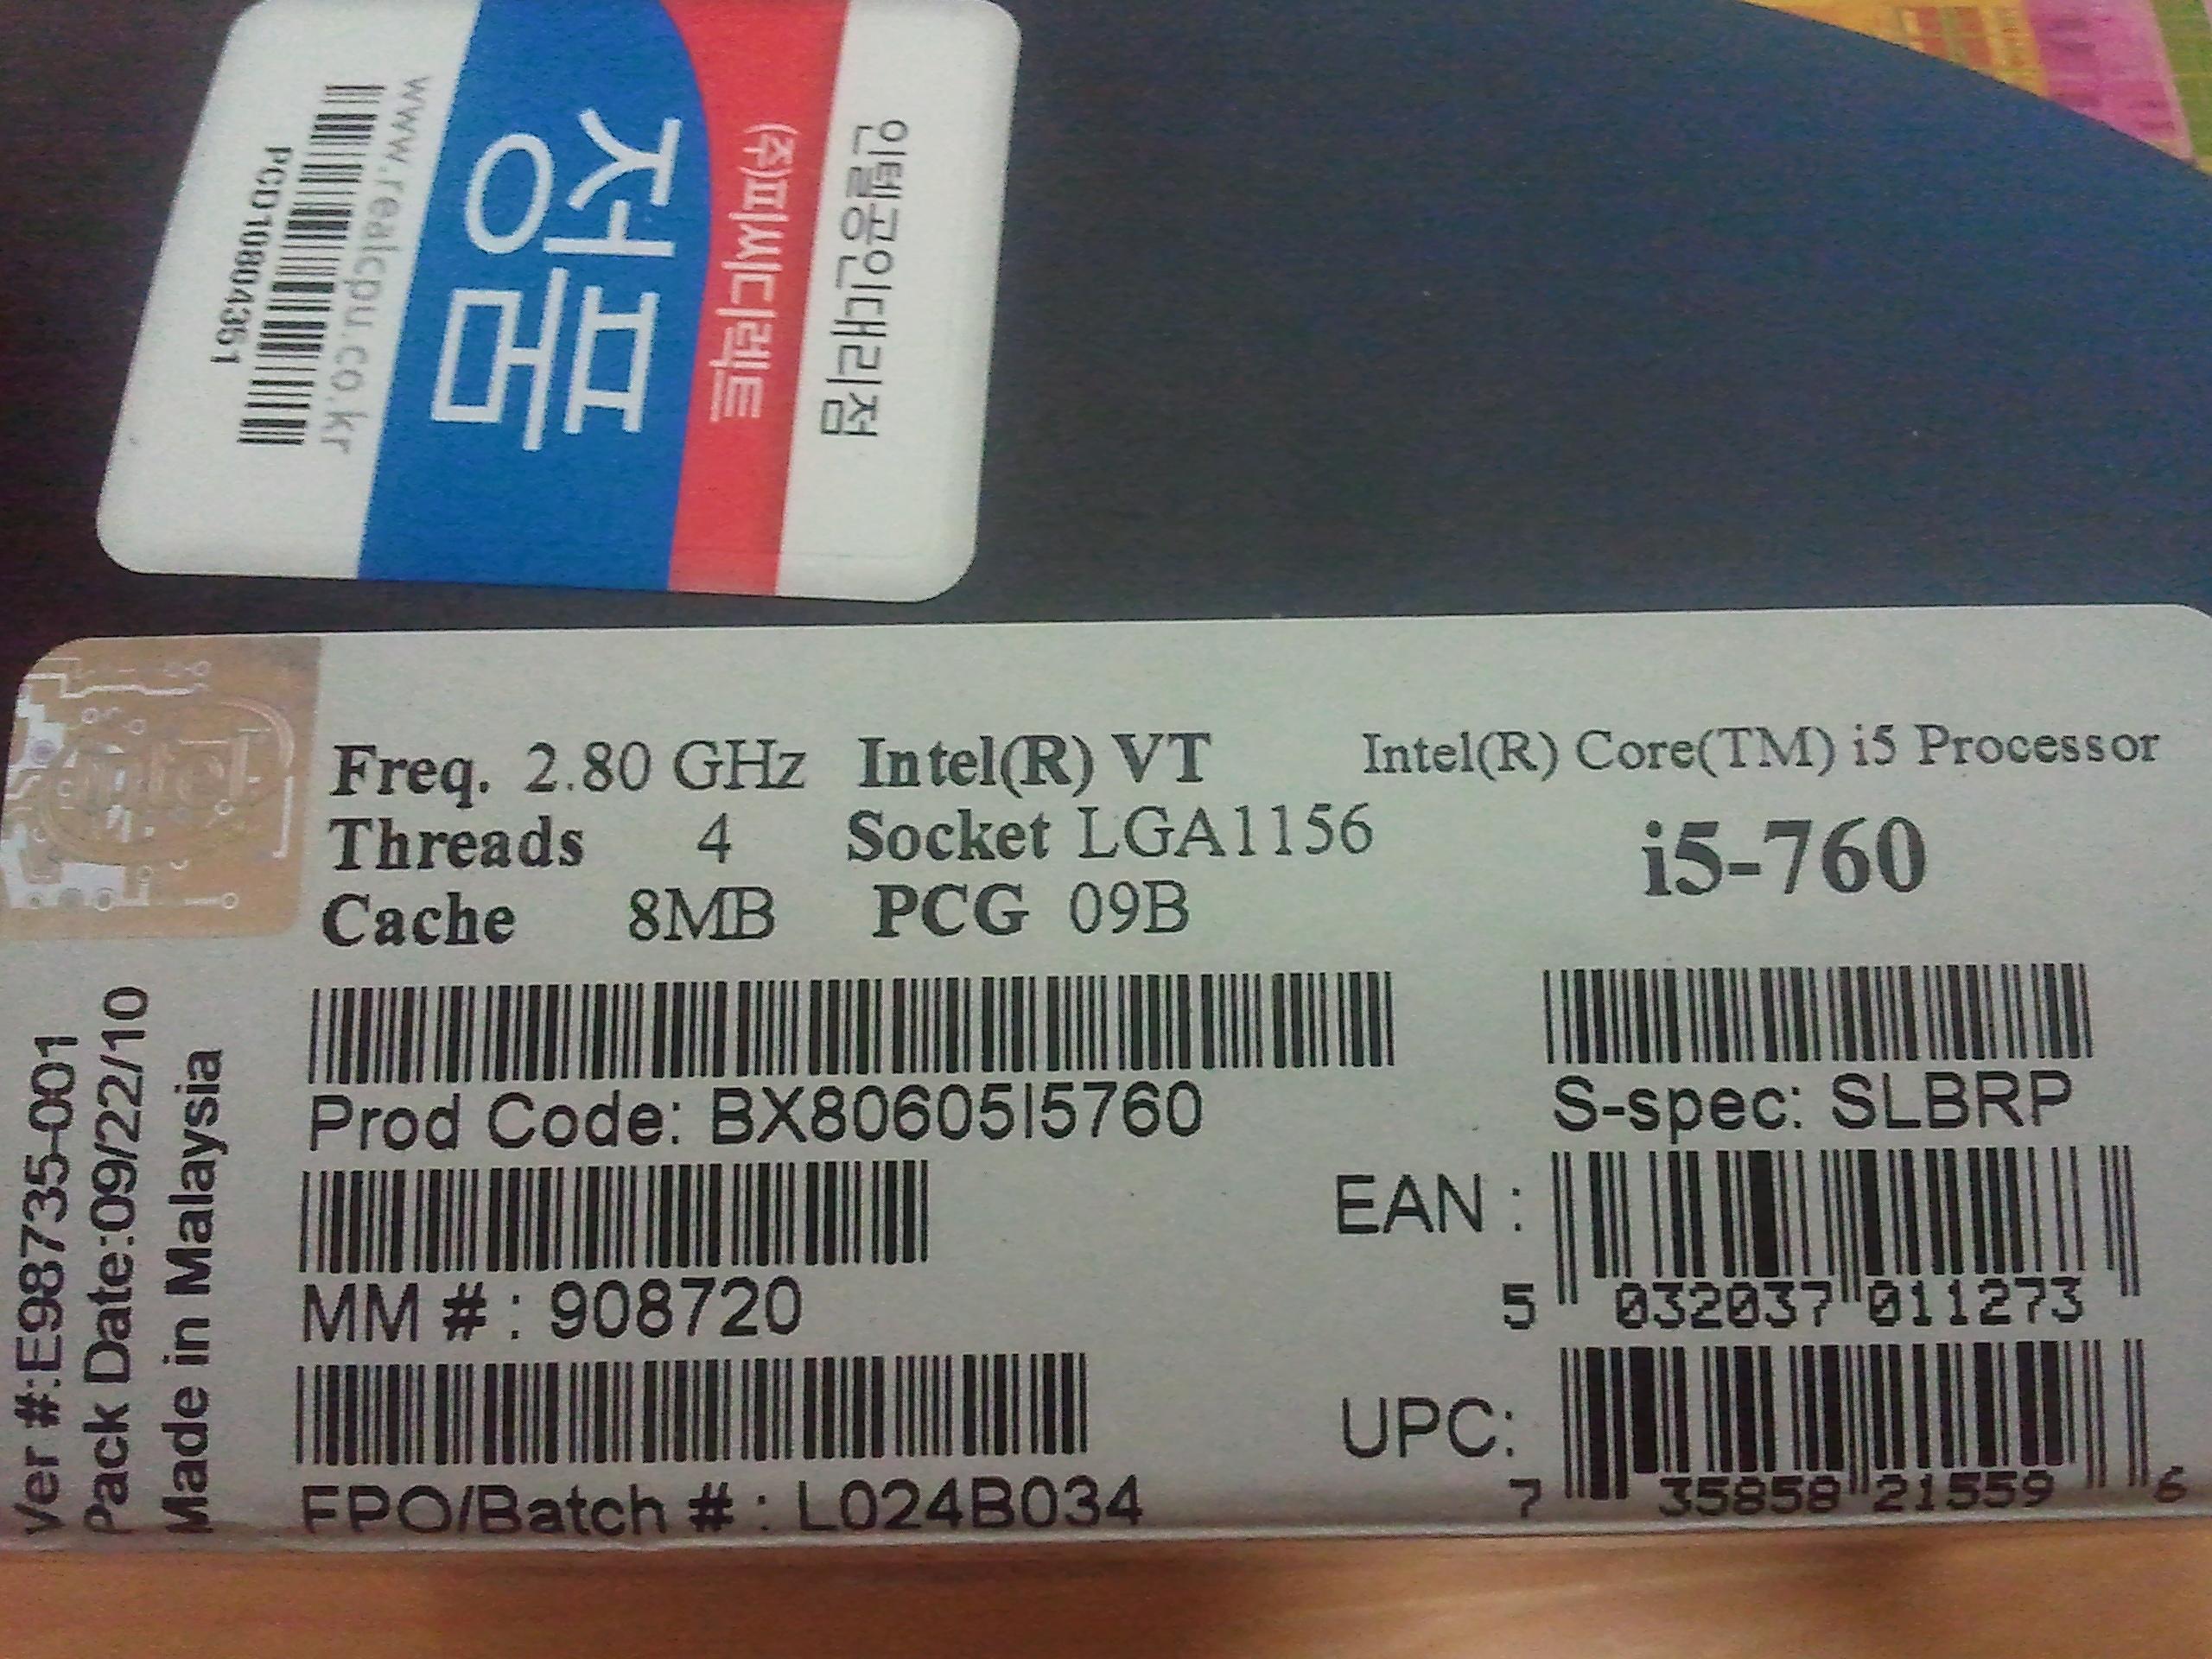 인텔공인대리점
(주)피씨디렉트
정품
정품
www.realcpu.co.kr
PCD108044351
Freq. 2.80 GHz Intel(R) VT
Threads 4 Socket LGA1156
Cache 8MB PCG 09B
Intel(R) Core(TM) i5 Processor
i5-760
Prod Code: BX80605I5760
S-spec: SLBRP
MM # : 908720
EAN :
5 032037 011273
FPO/Batch # : L024B034
UPC:
7 35858 21559 6
Ver #:E98735-001
Pack Date:09/22/10
Made in Malaysia